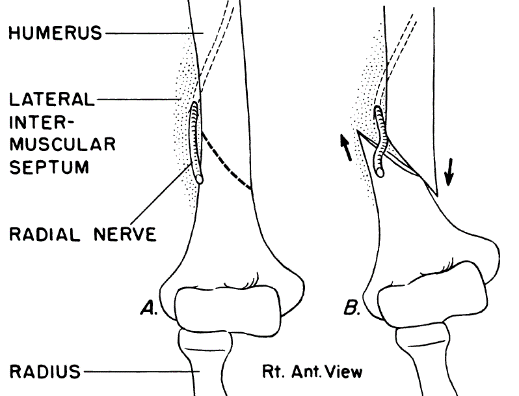 HUMERUS
LATERAL
INTER-
MUSCULAR
SEPTUM
RADIAL NERVE
A.
B.
RADIUS
Rt. Ant. View